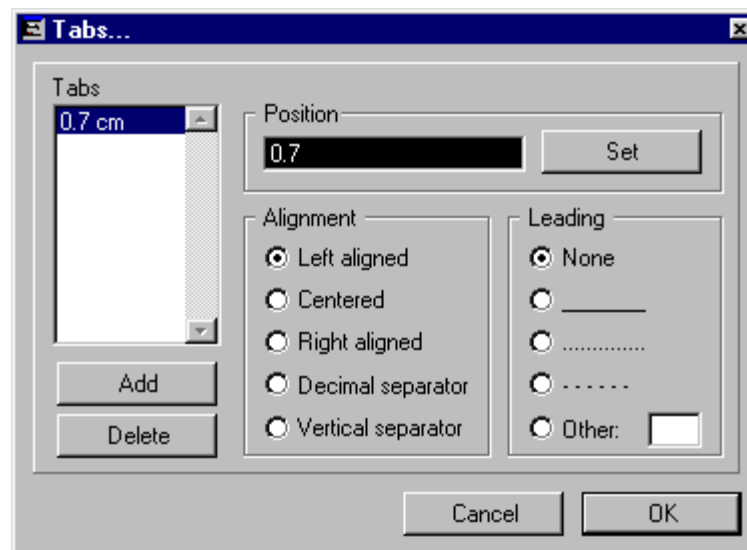 Tabs...
Tabs
0.7 cm
Add
Delete
Position
0.7
Set
Alignment
Left aligned
Centered
Right aligned
Decimal separator
Vertical separator
Leading
None
_______
..............
- - - - - -
Other:
Cancel
OK